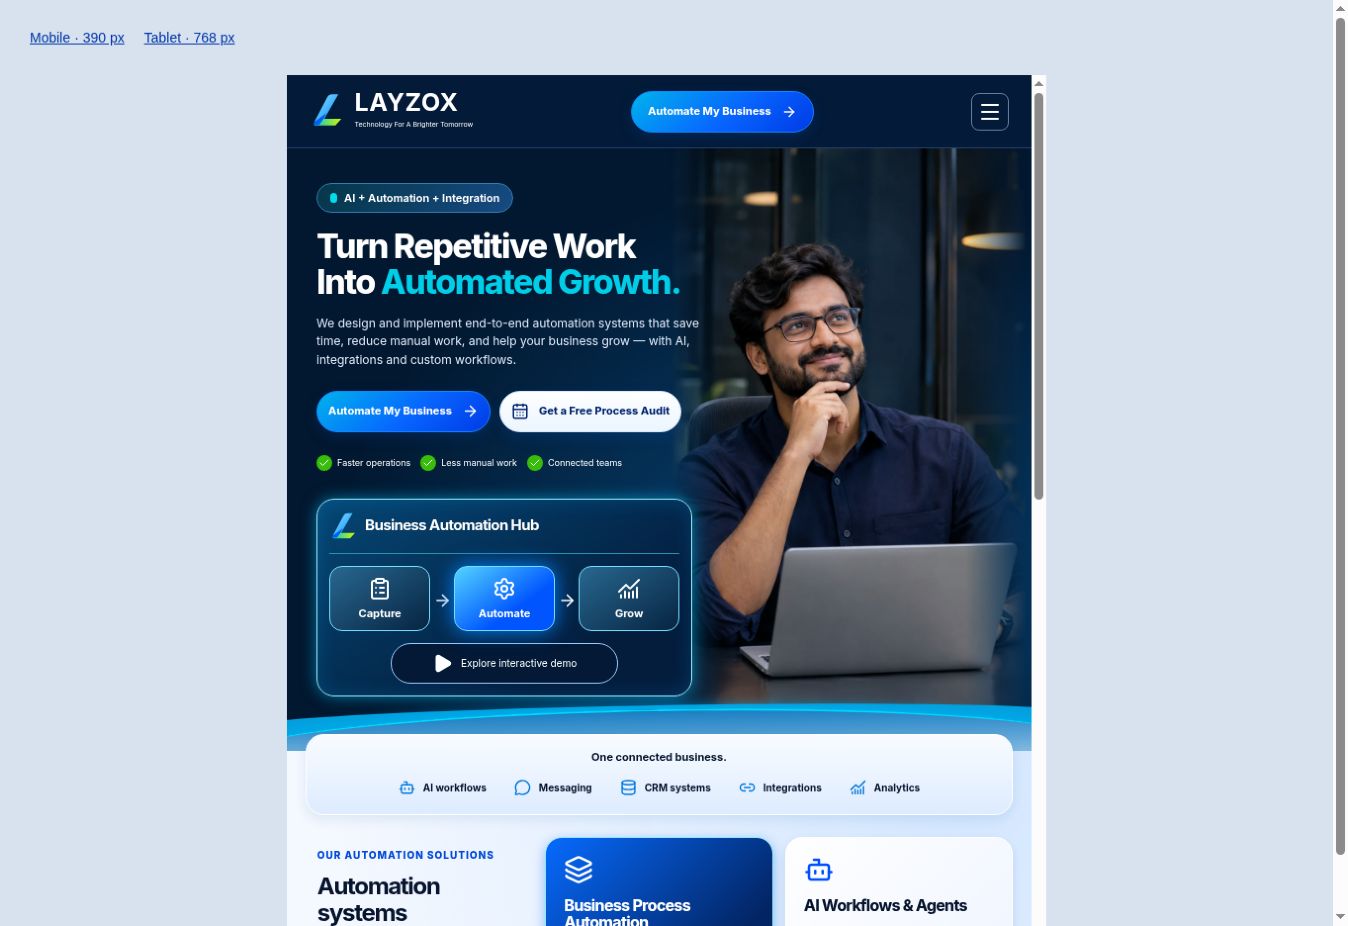 Mobile · 390 px
Tablet · 768 px
LAYZOX
Technology For A Brighter Tomorrow
Automate My Business
AI + Automation + Integration
Turn Repetitive Work
Into Automated Growth.
We design and implement end-to-end automation systems that save
time, reduce manual work, and help your business grow — with AI,
integrations and custom workflows.
Automate My Business
Get a Free Process Audit
Faster operations
Less manual work
Connected teams
Business Automation Hub
Capture
Automate
Grow
Explore interactive demo
One connected business.
AI workflows
Messaging
CRM systems
Integrations
Analytics
OUR AUTOMATION SOLUTIONS
Automation
systems
Business Process
Automation
AI Workflows & Agents